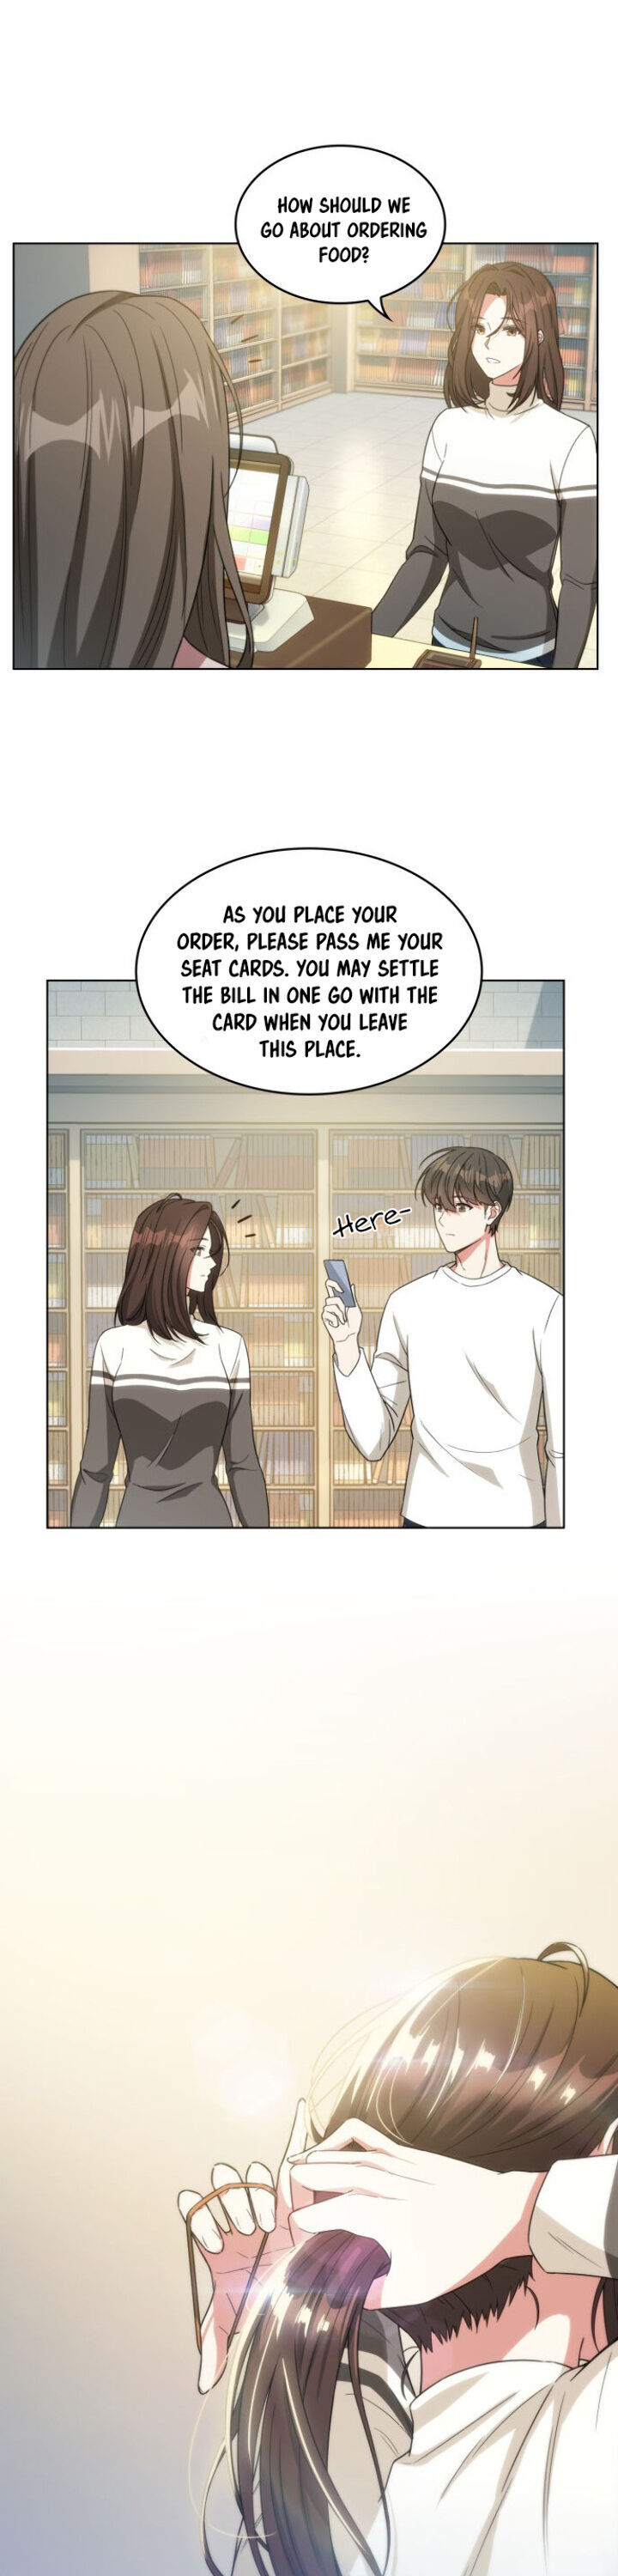 HOW SHOULD WE
GO ABOUT ORDERING
FOOD?
AS YOU PLACE YOUR
ORDER, PLEASE PASS ME YOUR
SEAT CARDS. YOU MAY SETTLE
THE BILL IN ONE GO WITH THE
CARD WHEN YOU LEAVE
THIS PLACE.
Here-